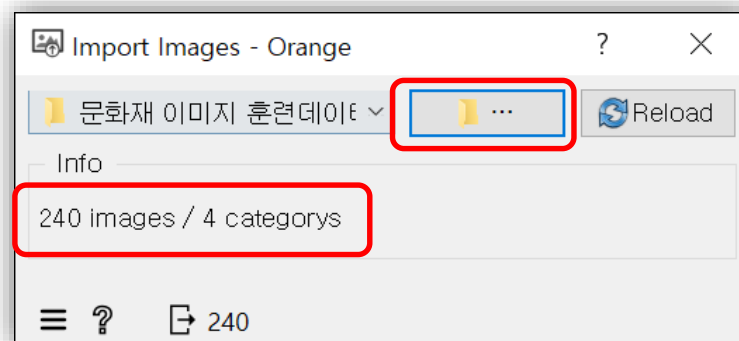 Import Images - Orange ?
문화재 이미지 훈련데이터 ... Reload
Info
240 images / 4 categorys
? 240